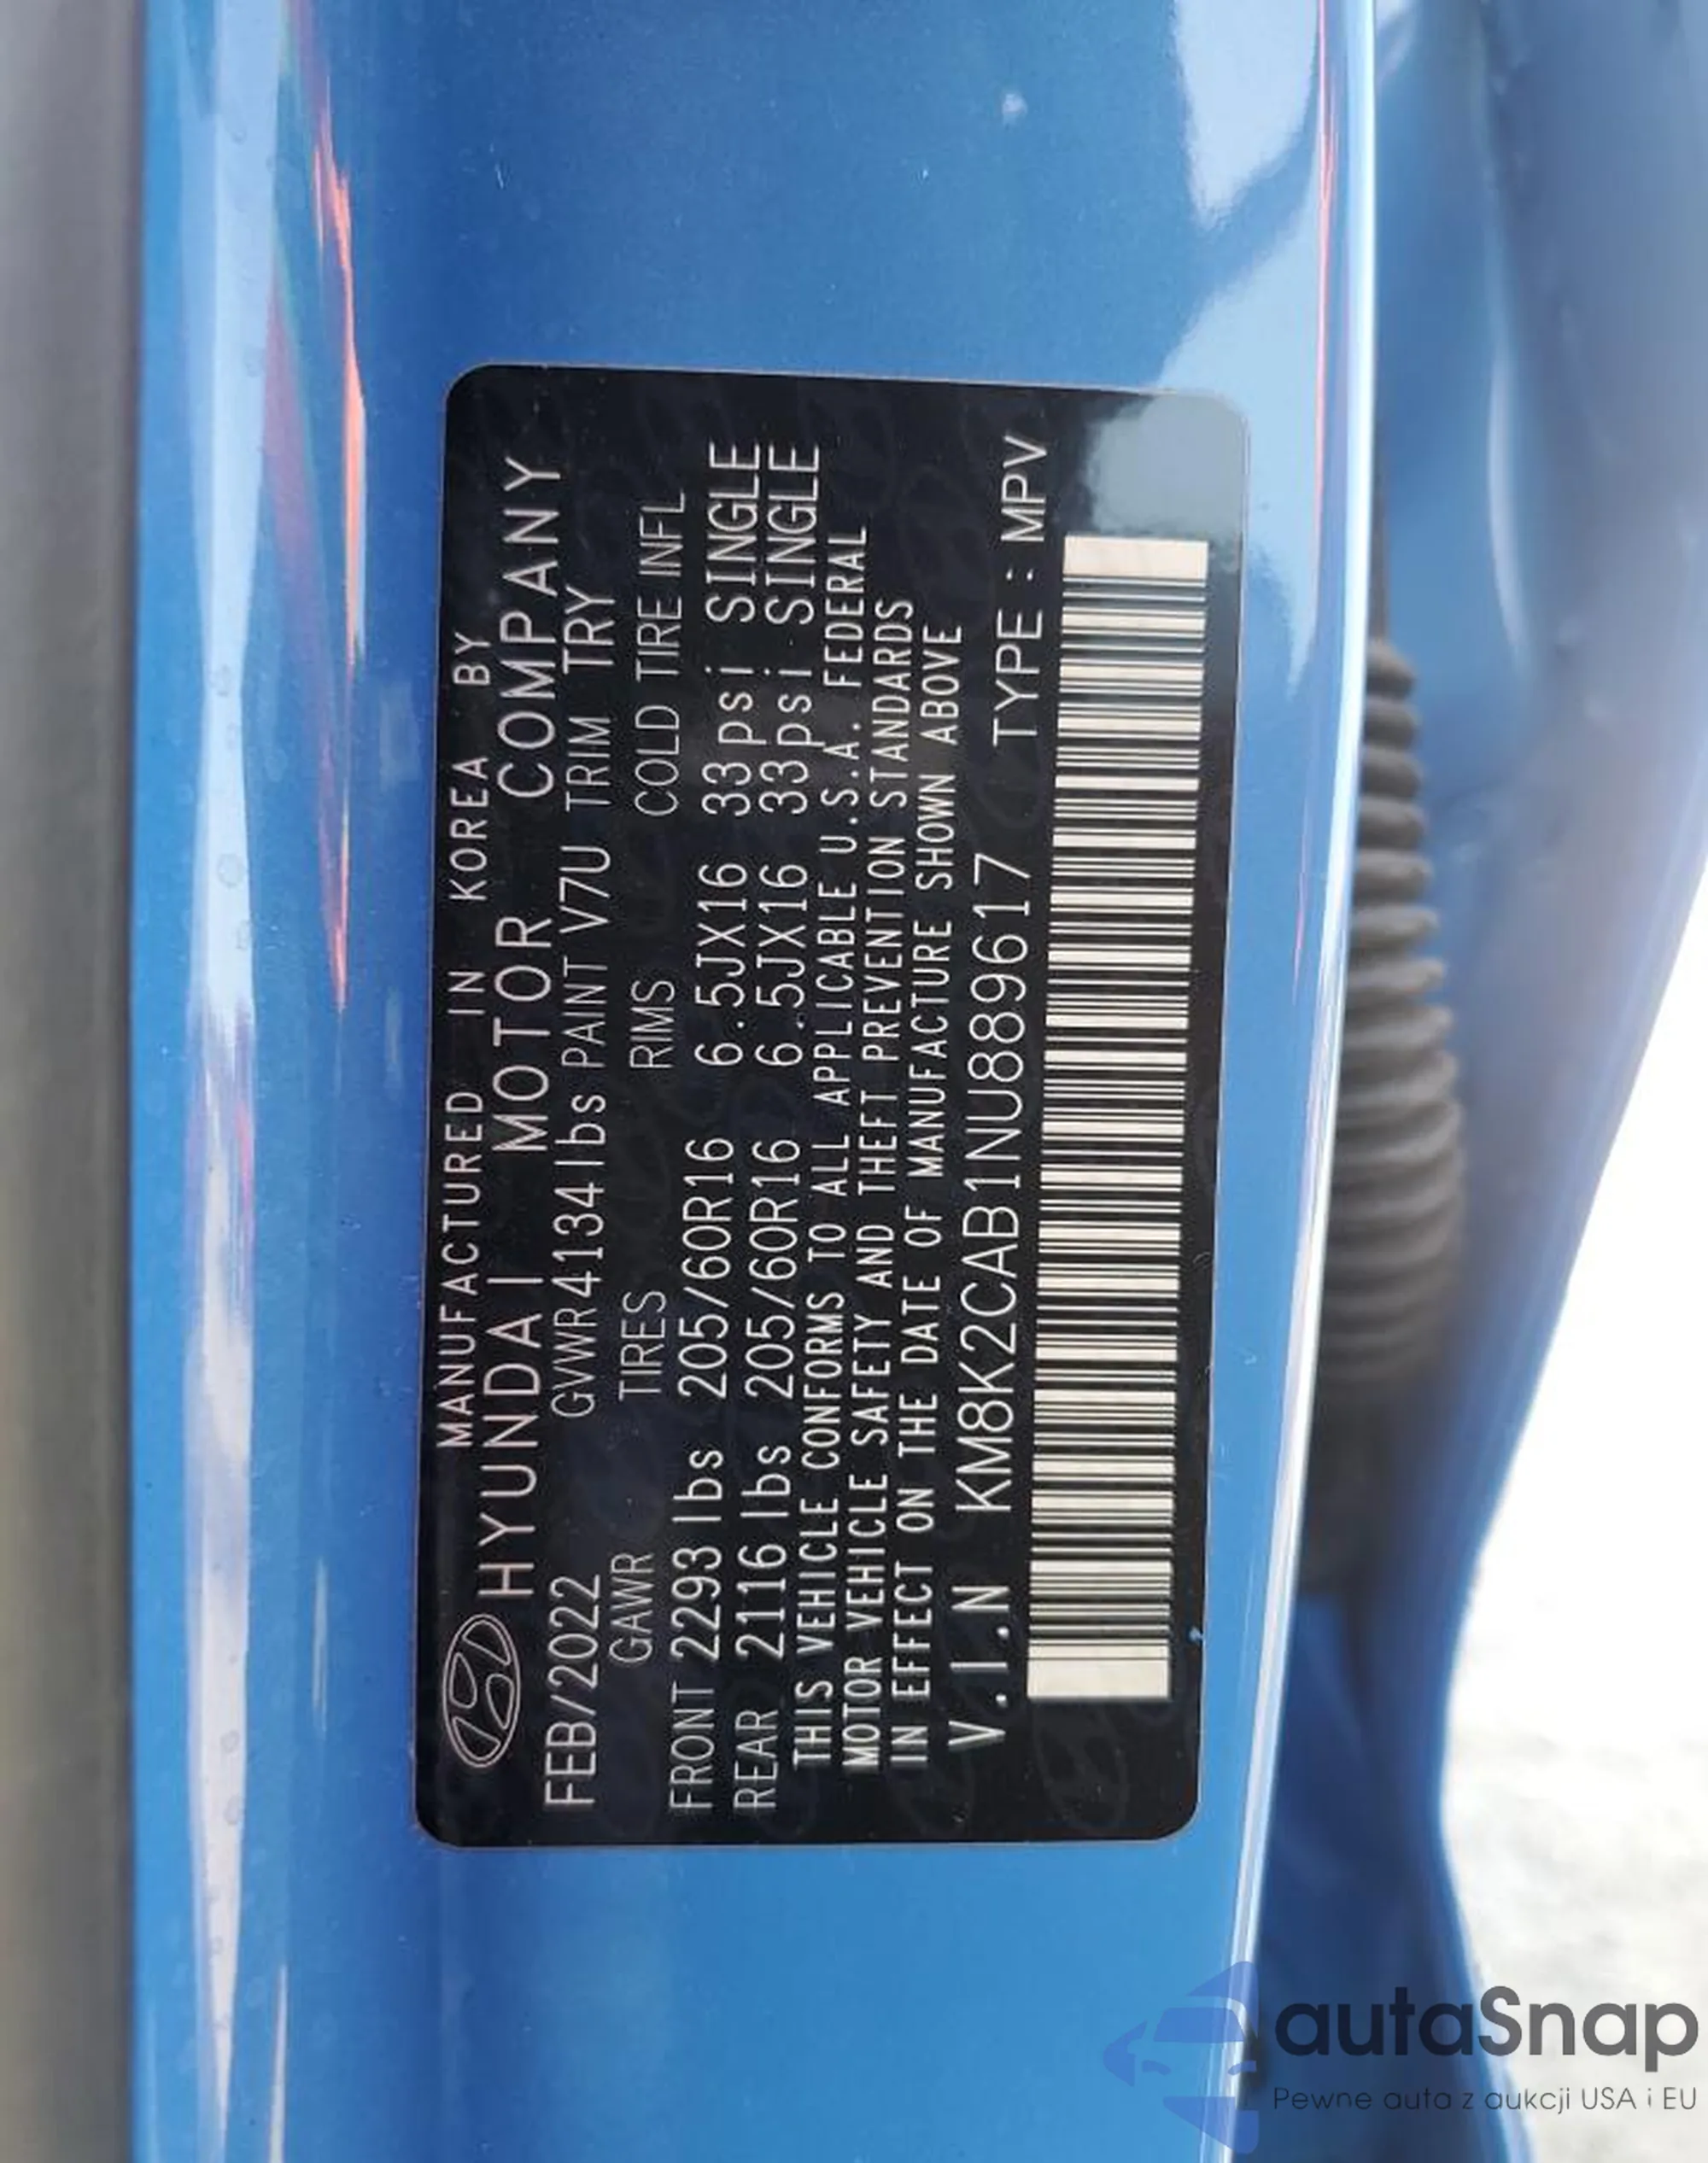 MANUFACTURED IN KOREA BY
HYUNDAI MOTOR COMPANY
FEB/2022 GVWR 4134lbs PAINT V7U TRIM TRY
GAWR TIRES RIMS COLD TIRE INFL
FRONT 2293 lbs 205/60R16 6.5JX16 33psi SINGLE
REAR 2116 lbs 205/60R16 6.5JX16 33psi SINGLE
THIS VEHICLE CONFORMS TO ALL APPLICABLE U.S.A. FEDERAL
MOTOR VEHICLE SAFETY AND THEFT PREVENTION STANDARDS
IN EFFECT ON THE DATE OF MANUFACTURE SHOWN ABOVE
V.I.N KM8K2CAB1NU889617 TYPE : MPV
autaSnap
Pewne auta z aukcji USA i EU